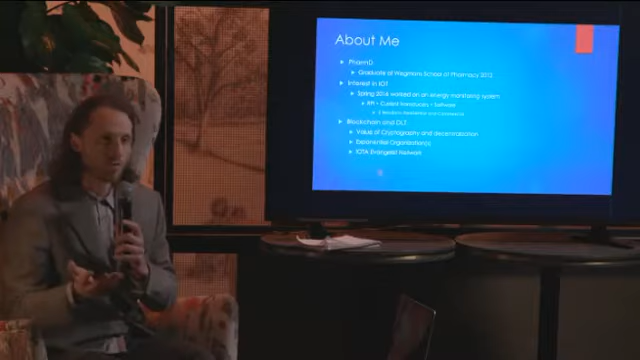 About Me
PharmD
Graduate of Wegmans School of Pharmacy 2012
Interest in IOT
Spring 2016 worked on an energy monitoring system
RPI + Current Transducers + Software
Blockchain and DLT
Value of Cryptography and decentralization
Exponential Organization(s)
IOTA Evangelist Network